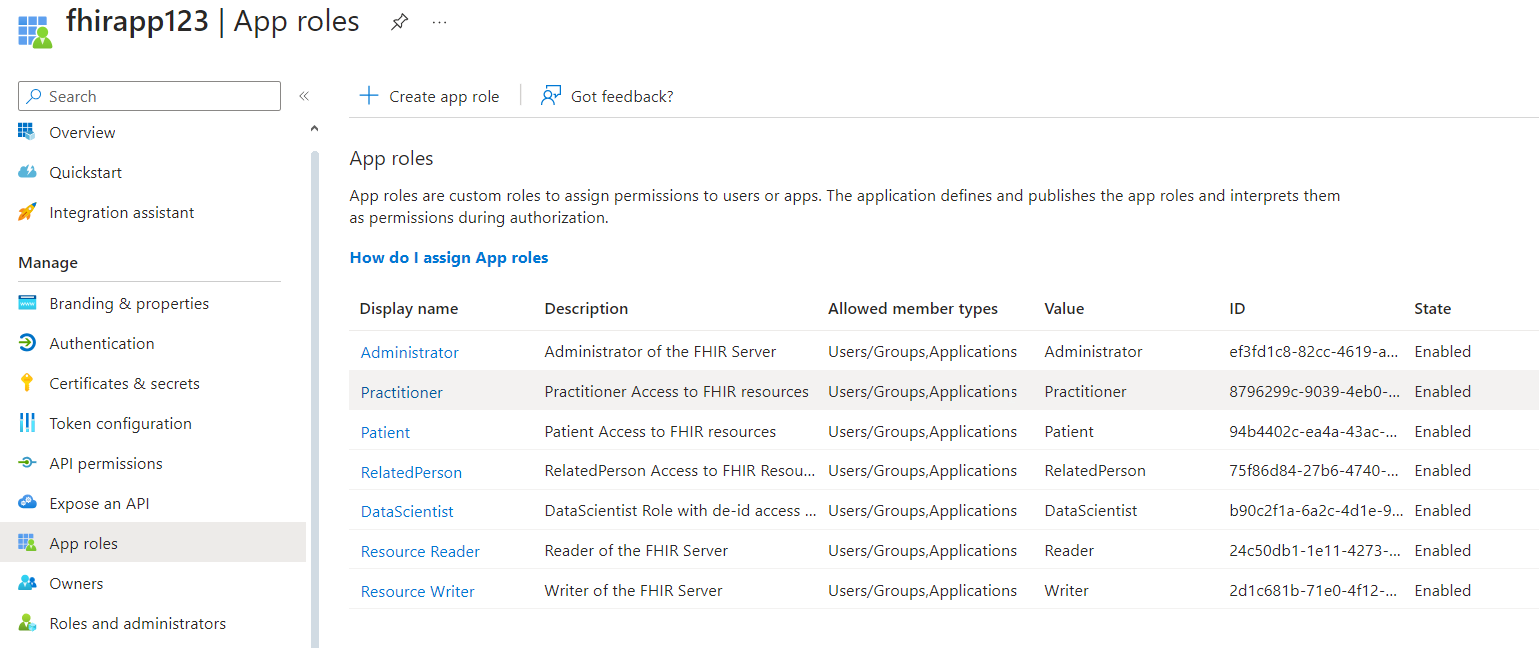 fhirapp123 | App roles
Search
Overview
Quickstart
Integration assistant
Manage
Branding & properties
Authentication
Certificates & secrets
Token configuration
API permissions
Expose an API
App roles
Owners
Roles and administrators
Create app role
Got feedback?
App roles
App roles are custom roles to assign permissions to users or apps. The application defines and publishes the app roles and interprets them
as permissions during authorization.
How do I assign App roles
Display name Description Allowed member types Value ID State
Administrator Administrator of the FHIR Server Users/Groups,Applications Administrator ef3fd1c8-82cc-4619-a... Enabled
Practitioner Practitioner Access to FHIR resources Users/Groups,Applications Practitioner 8796299c-9039-4eb0-... Enabled
Patient Patient Access to FHIR resources Users/Groups,Applications Patient 94b4402c-ea4a-43ac-... Enabled
RelatedPerson RelatedPerson Access to FHIR Resou... Users/Groups,Applications RelatedPerson 75f86d84-27b6-4740-... Enabled
DataScientist DataScientist Role with de-id access ... Users/Groups,Applications DataScientist b90c2f1a-6a2c-4d1e-9... Enabled
Resource Reader Reader of the FHIR Server Users/Groups,Applications Reader 24c50db1-1e11-4273-... Enabled
Resource Writer Writer of the FHIR Server Users/Groups,Applications Writer 2d1c681b-71e0-4f12-... Enabled